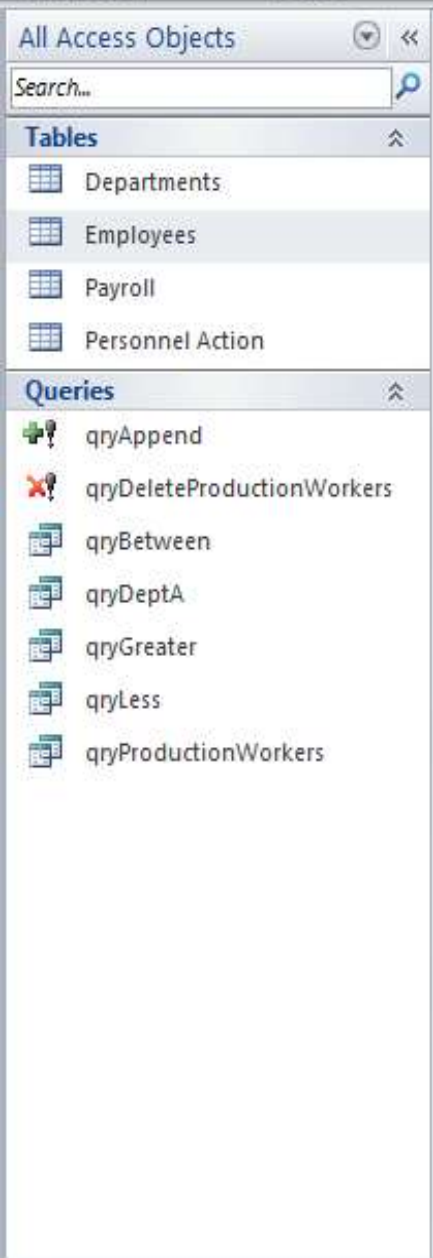 All Access Objects
Search...
Tables
Departments
Employees
Payroll
Personnel Action
Queries
qryAppend
qryDeleteProductionWorkers
qryBetween
qryDeptA
qryGreater
qryLess
qryProductionWorkers